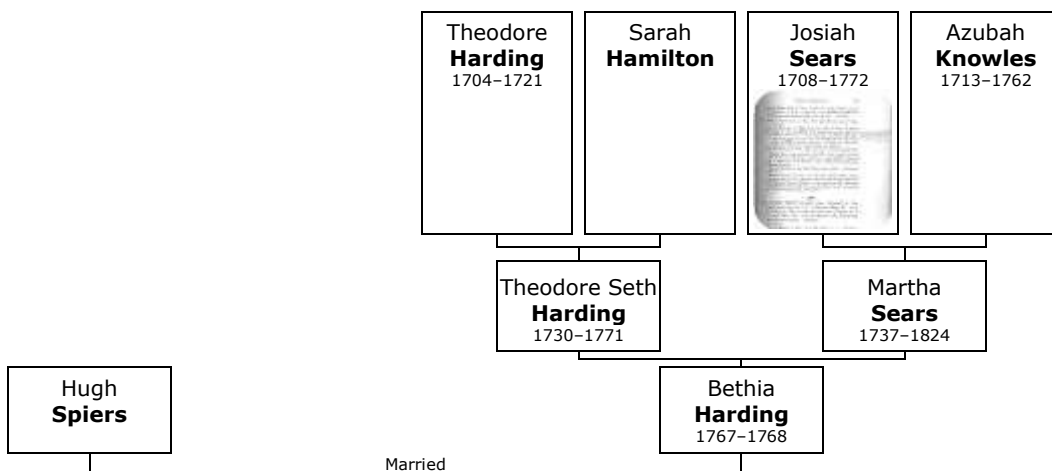 Theodore
Harding
1704–1721
Sarah
Hamilton
Josiah
Sears
1708–1772
Azubah
Knowles
1713–1762
Theodore Seth
Harding
1730–1771
Martha
Sears
1737–1824
Hugh
Spiers
Bethia
Harding
1767–1768
Married